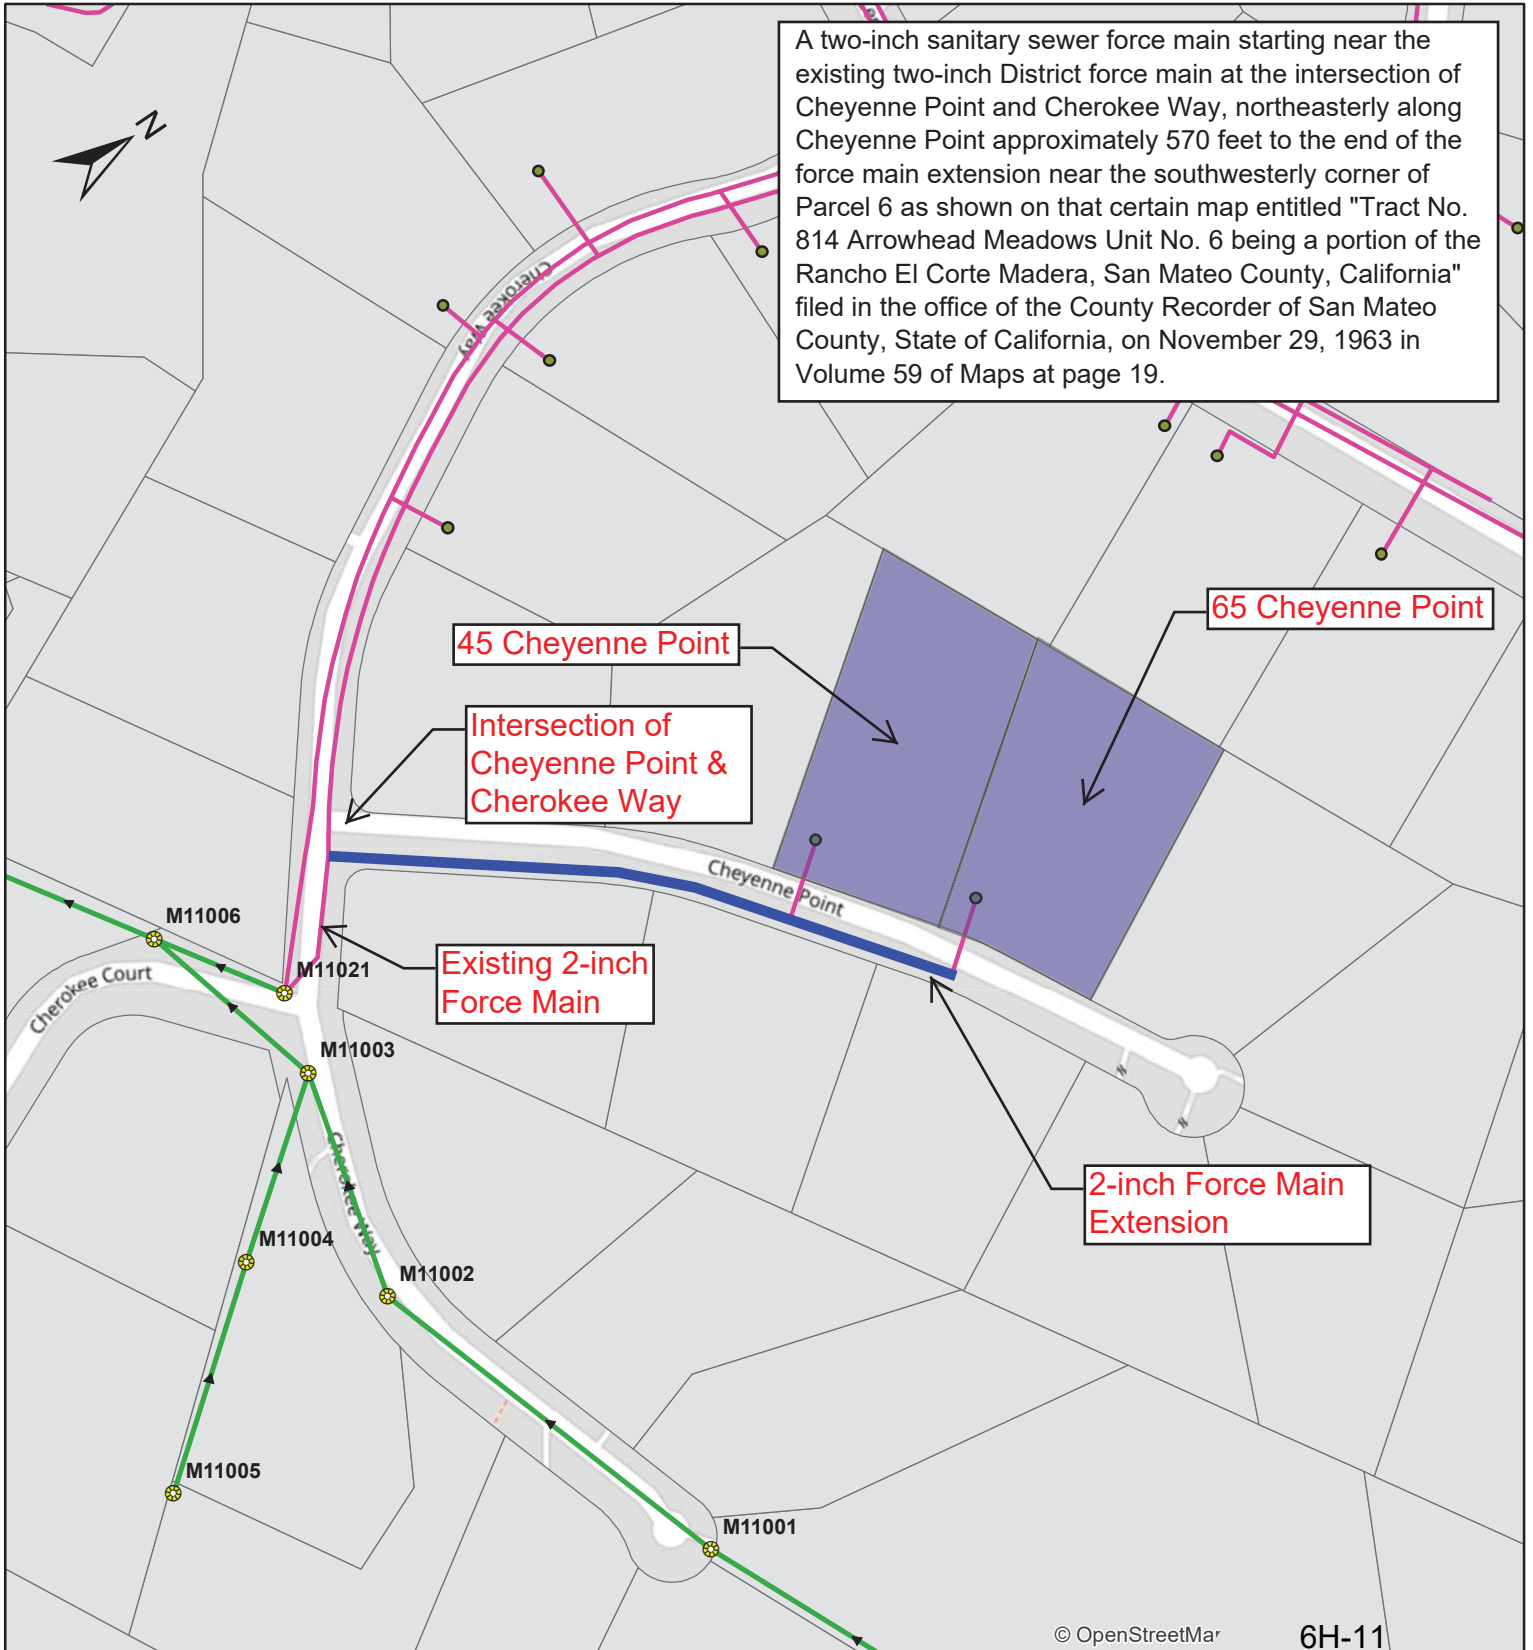 A two-inch sanitary sewer force main starting near the
existing two-inch District force main at the intersection of
Cheyenne Point and Cherokee Way, northeasterly along
Cheyenne Point approximately 570 feet to the end of the
force main extension near the southwesterly corner of
Parcel 6 as shown on that certain map entitled "Tract No.
814 Arrowhead Meadows Unit No. 6 being a portion of the
Rancho El Corte Madera, San Mateo County, California"
filed in the office of the County Recorder of San Mateo
County, State of California, on November 29, 1963 in
Volume 59 of Maps at page 19.
N
Cherokee Way
65 Cheyenne Point
45 Cheyenne Point
Intersection of
Cheyenne Point &
Cherokee Way
Cheyenne Point
M11006
Existing 2-inch
Force Main
M11021
Cherokee Court
M11003
Cherokee Way
2-inch Force Main
Extension
M11004
M11002
M11005
M11001
© OpenStreetMar
6H-11